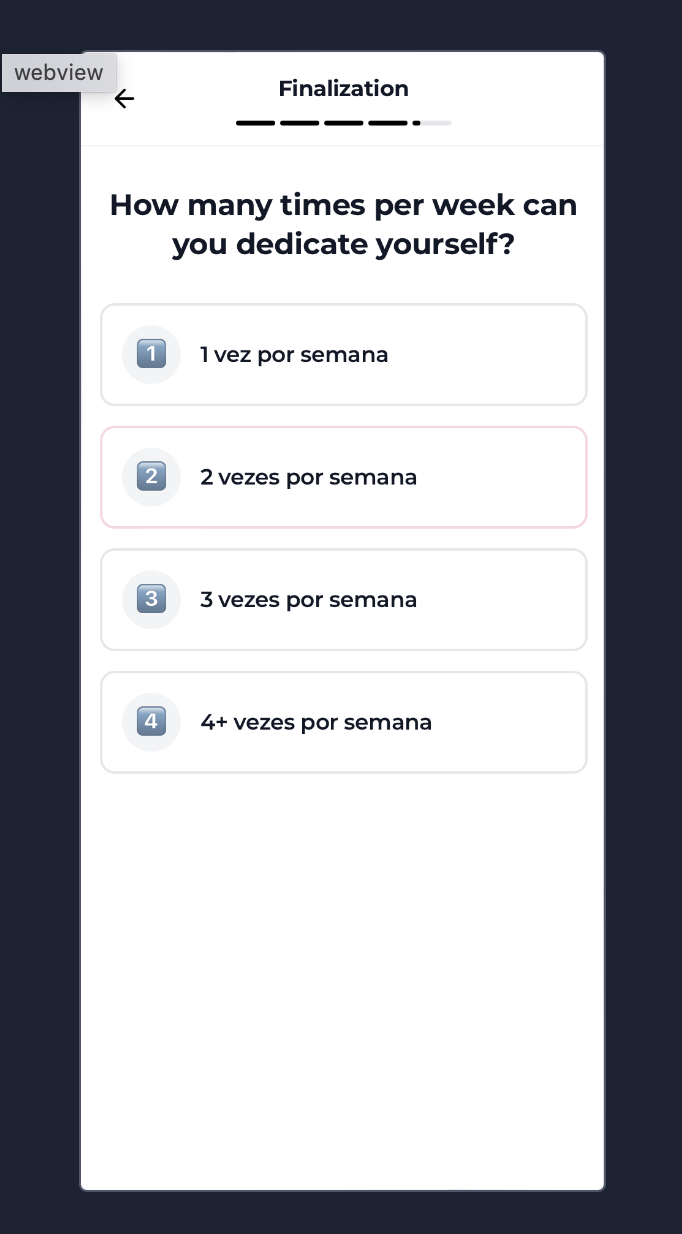 webview
Finalization
How many times per week can
you dedicate yourself?
1 1 vez por semana
2 2 vezes por semana
3 3 vezes por semana
4 4+ vezes por semana